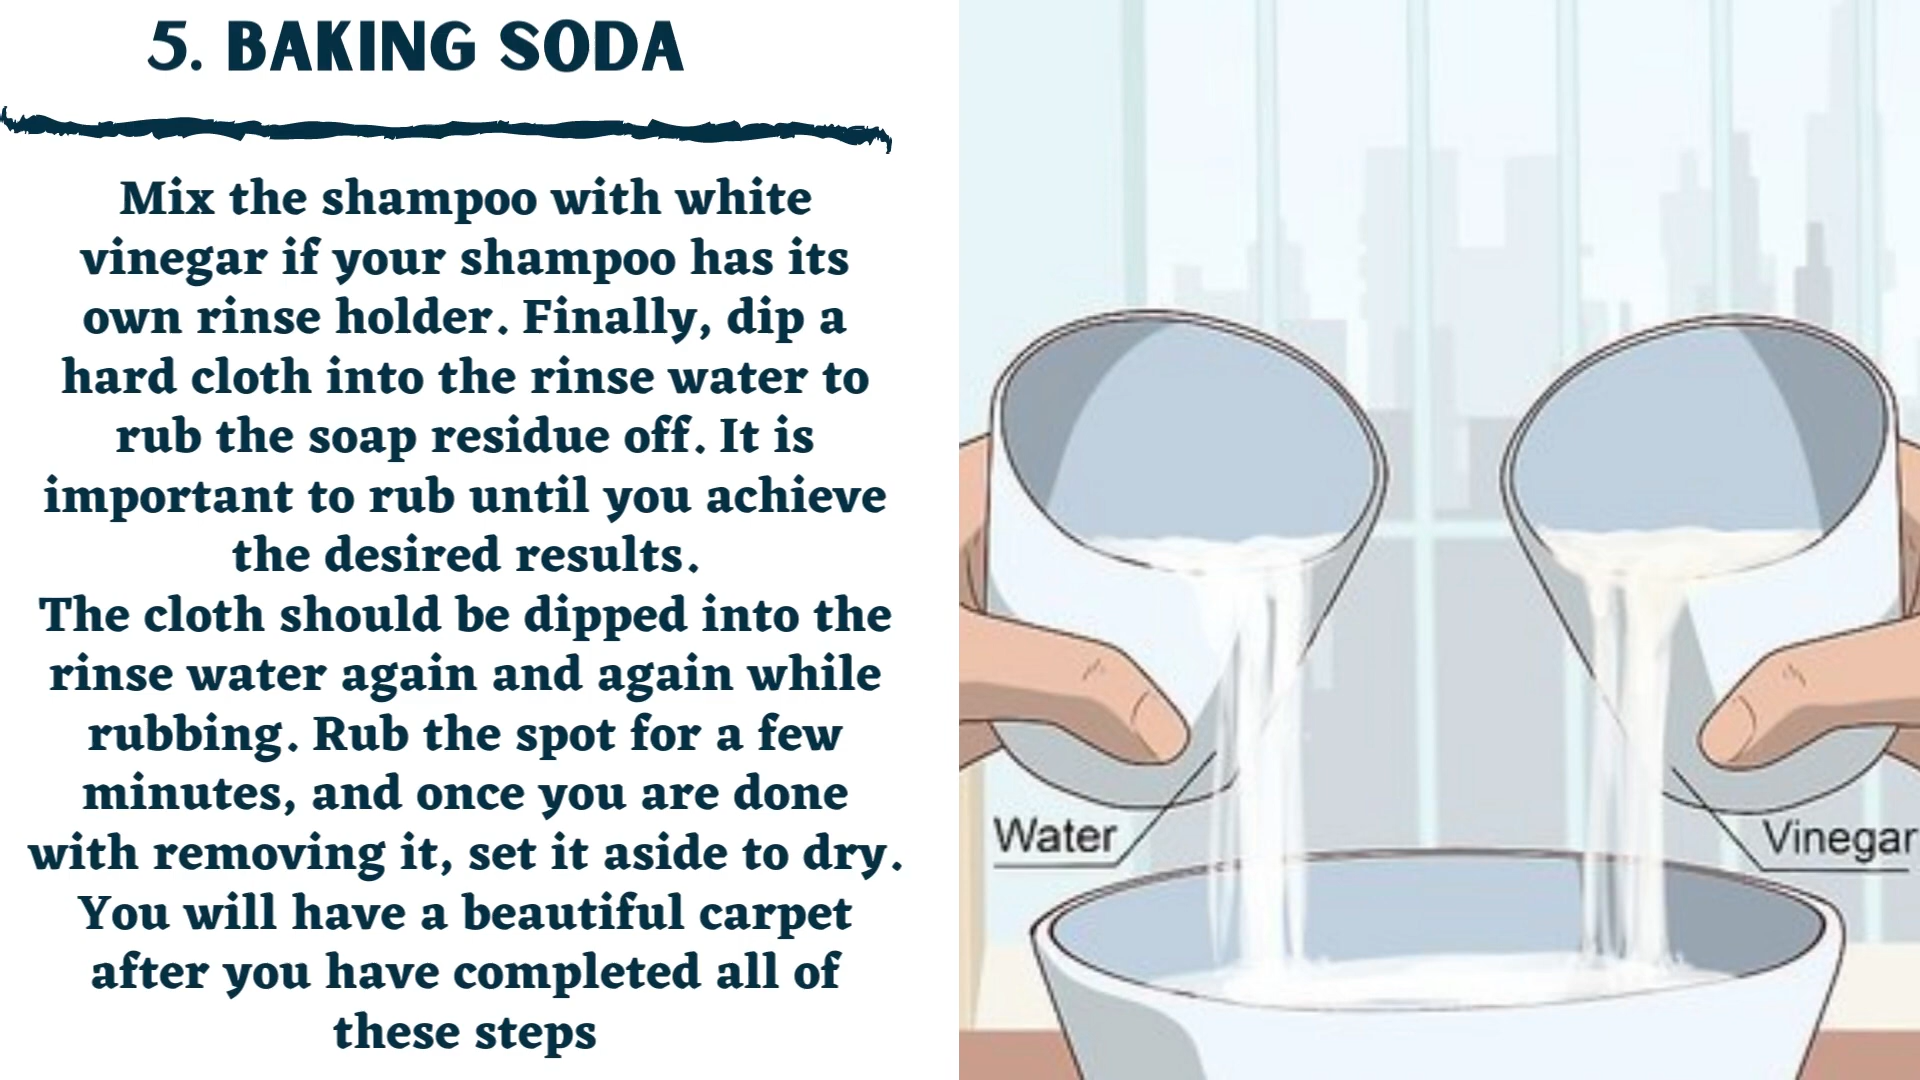 5. BAKING SODA
Mix the shampoo with white
vinegar if your shampoo has its
own rinse holder. Finally, dip a
hard cloth into the rinse water to
rub the soap residue off. It is
important to rub until you achieve
the desired results.
The cloth should be dipped into the
rinse water again and again while
rubbing. Rub the spot for a few
minutes, and once you are done
with removing it, set it aside to dry.
You will have a beautiful carpet
after you have completed all of
these steps
Water
Vinegar